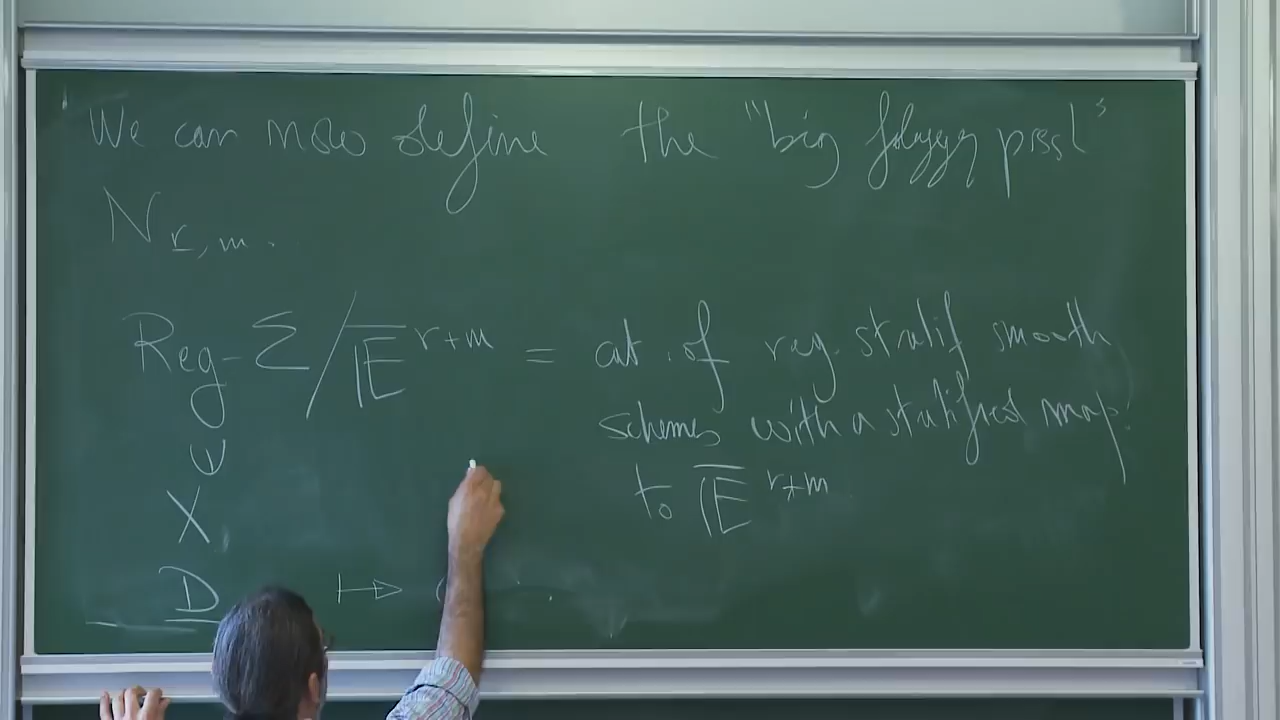 We can now define the "big foggy pssl"
N_{r, m}.
Reg-Σ/\overline{𝔼}^{r+m} = cat. of reg. stratif smooth
schemes with a stratified map
to \overline{𝔼}^{r+m}
∪
X
D ↦ (